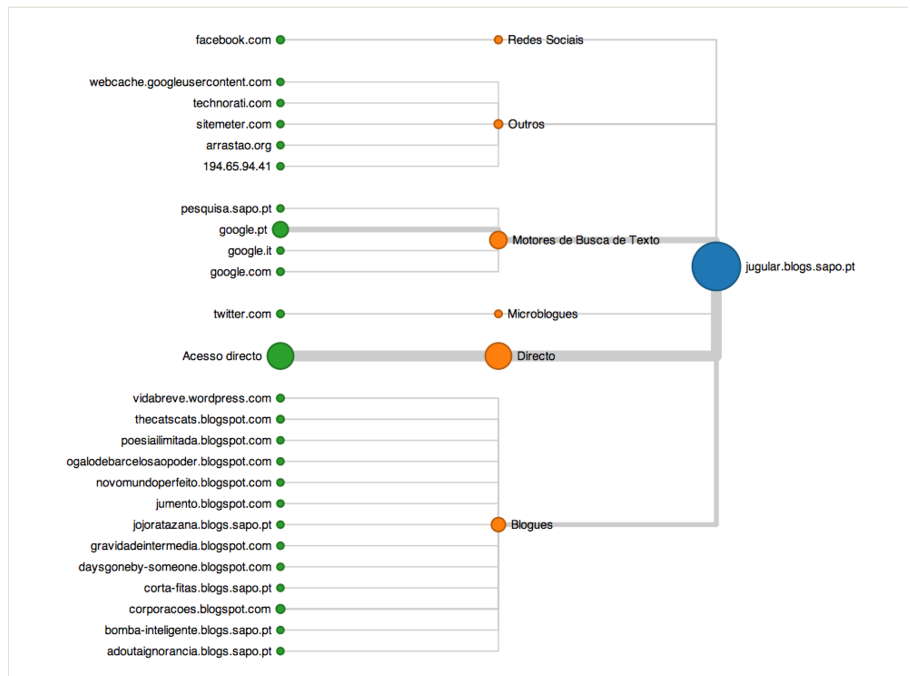 facebook.com
Redes Sociais
webcache.googleusercontent.com
technorati.com
sitemeter.com
Outros
arrastao.org
194.65.94.41
pesquisa.sapo.pt
google.pt
Motores de Busca de Texto
google.it
google.com
jugular.blogs.sapo.pt
twitter.com
Microblogues
Acesso directo
Directo
vidabreve.wordpress.com
thecatscats.blogspot.com
poesiailimitada.blogspot.com
ogalodebarcelosaopoder.blogspot.com
novomundoperfeito.blogspot.com
jumento.blogspot.com
jojoratazana.blogs.sapo.pt
Blogues
gravidadeintermedia.blogspot.com
daysgoneby-someone.blogspot.com
corta-fitas.blogs.sapo.pt
corporacoes.blogspot.com
bomba-inteligente.blogs.sapo.pt
adoutaignorancia.blogs.sapo.pt